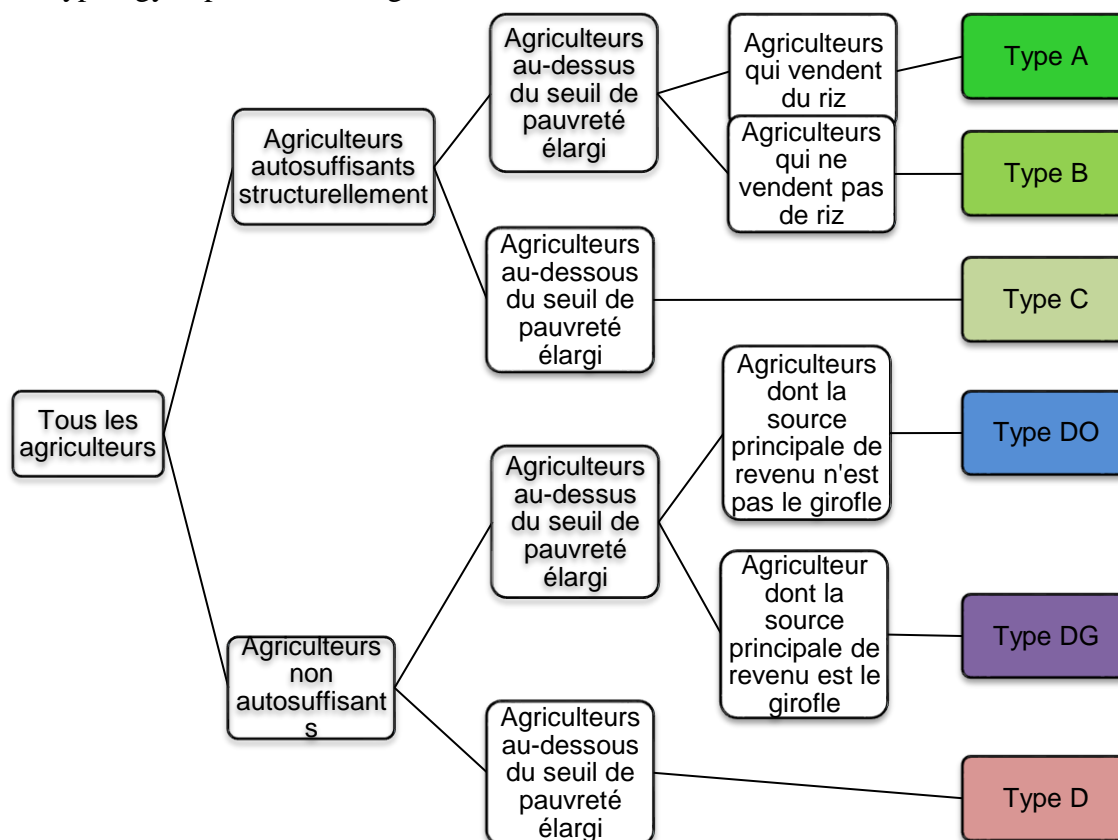 Agriculteurs
au-dessus
du seuil de
pauvreté
élargi
Agriculteurs
qui vendent
du riz
Type A
Agriculteurs
autosuffisants
structurellement
Agriculteurs
qui ne
vendent pas
de riz
Type B
Agriculteurs
au-dessous
du seuil de
pauvreté
élargi
Type C
Tous les
agriculteurs
Agriculteurs
dont la
source
principale de
revenu n'est
pas le girofle
Type DO
Agriculteurs
au-dessus
du seuil de
pauvreté
élargi
Agriculteur
dont la
source
principale de
revenu est le
girofle
Type DG
Agriculteurs
non
autosuffisant
s
Agriculteurs
au-dessous
du seuil de
pauvreté
élargi
Type D